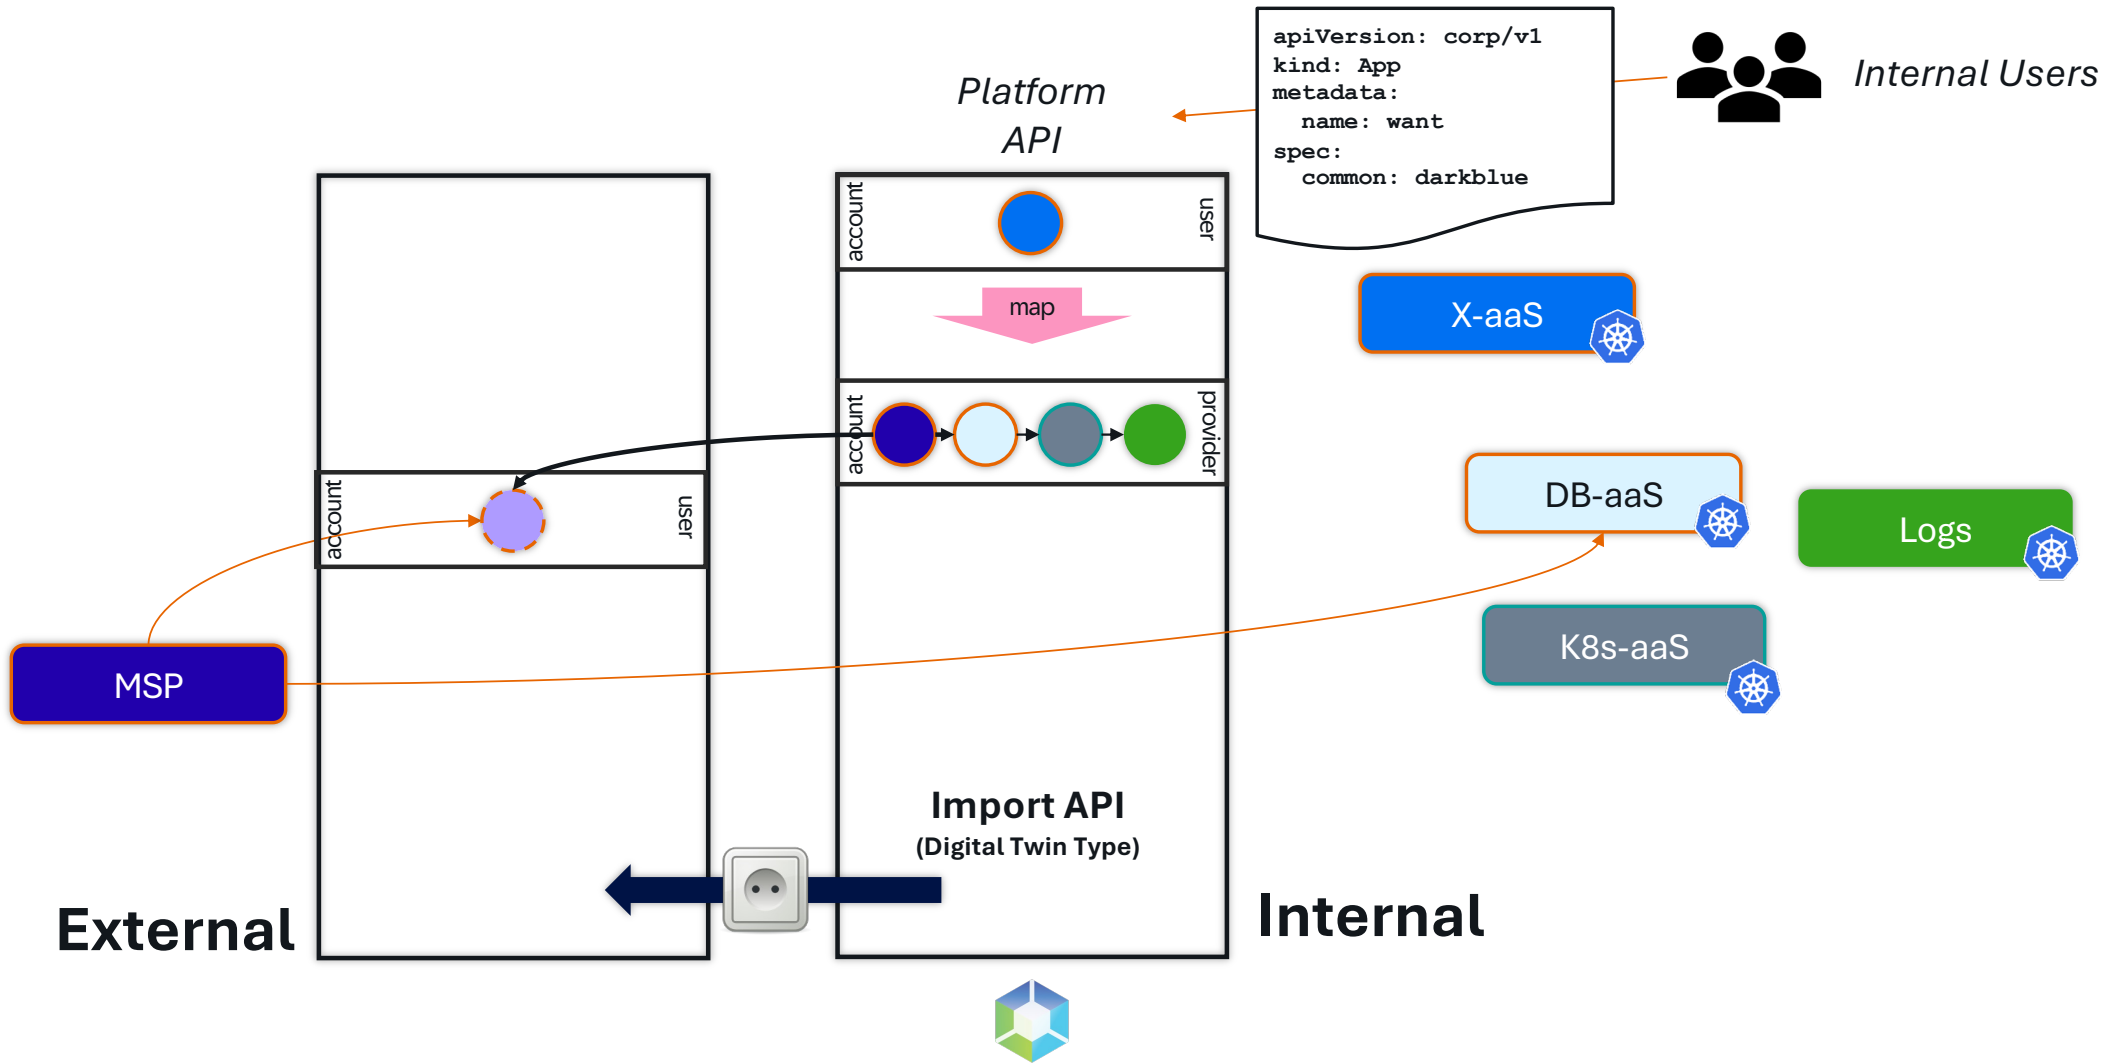 Platform
API
apiVersion: corp/v1
kind: App
metadata:
  name: want
spec:
  common: darkblue
Internal Users
account
user
map
X-aaS
account
provider
account
user
DB-aaS
Logs
K8s-aaS
MSP
Import API
(Digital Twin Type)
External
Internal